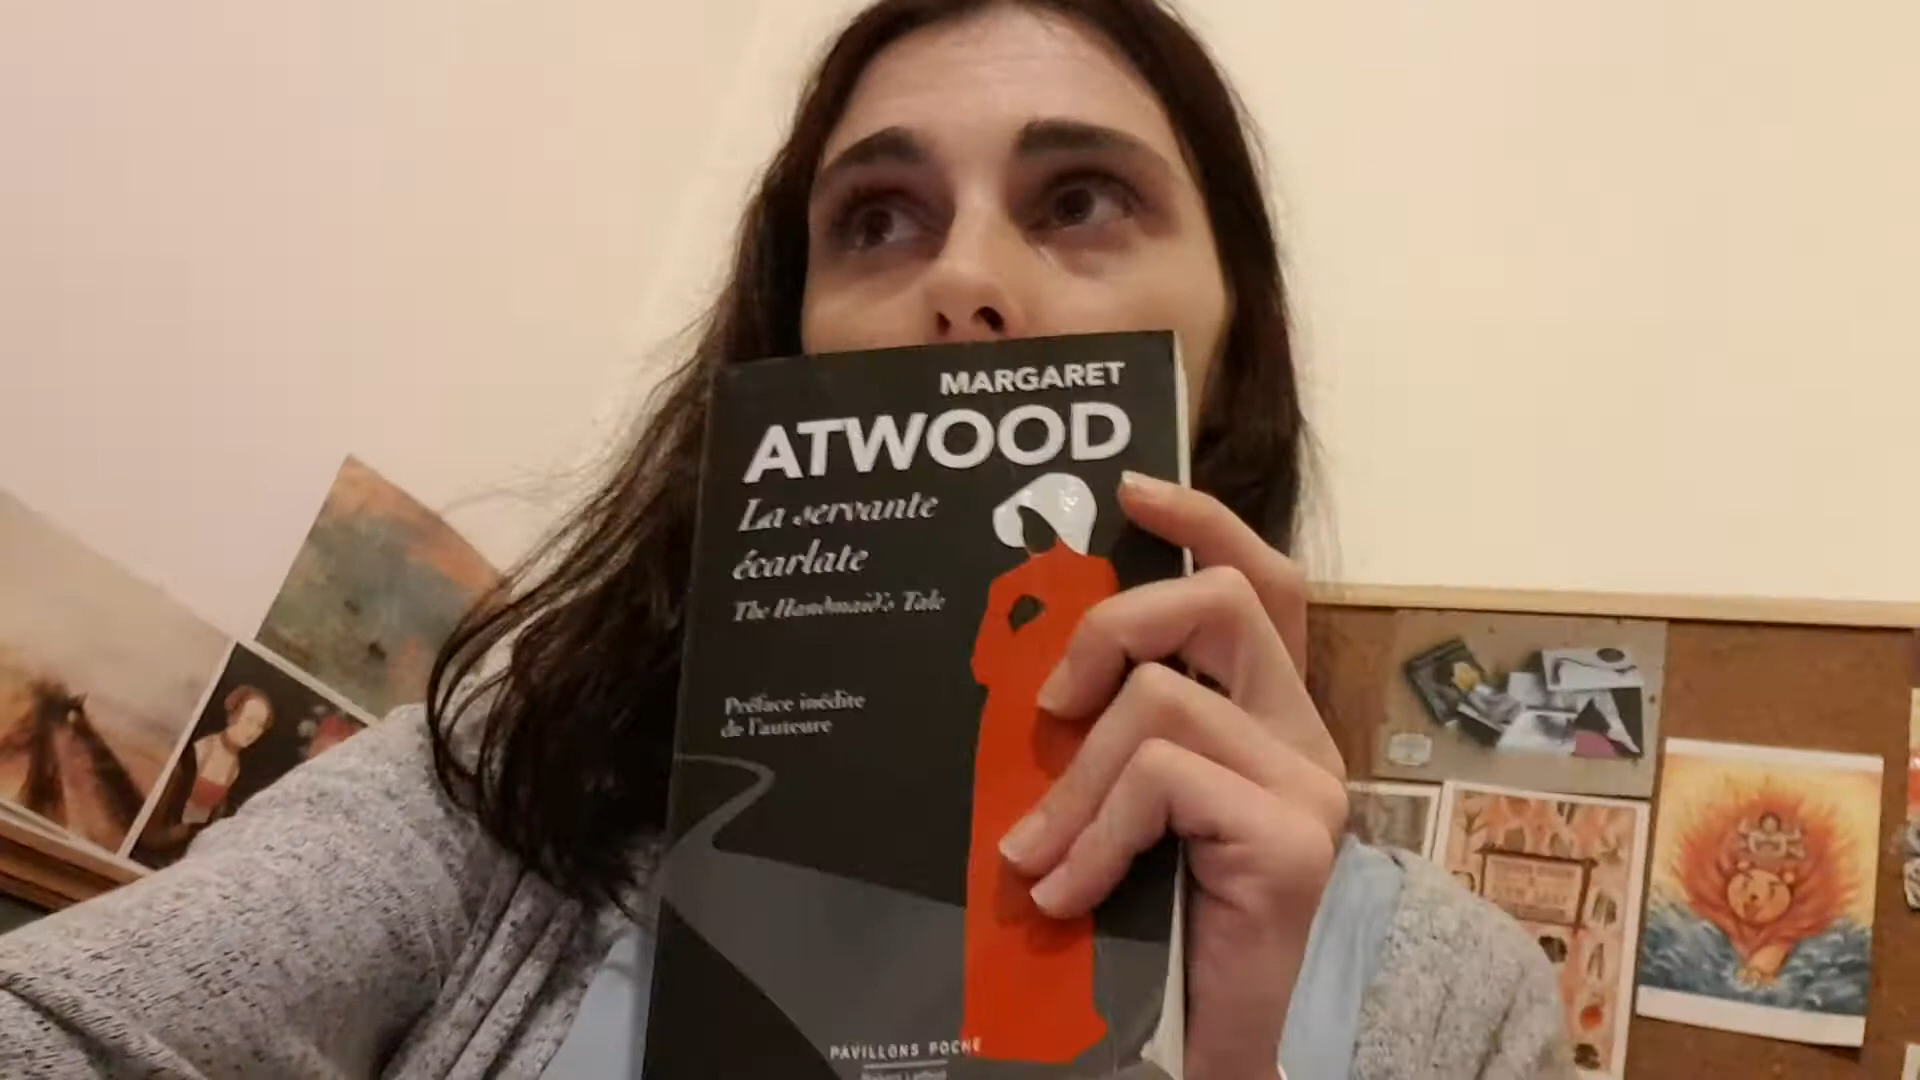 MARGARET
ATWOOD
La servante
écarlate
The Handmaid's Tale
Préface inédite
de l'auteure
PAVILLONS POCHE